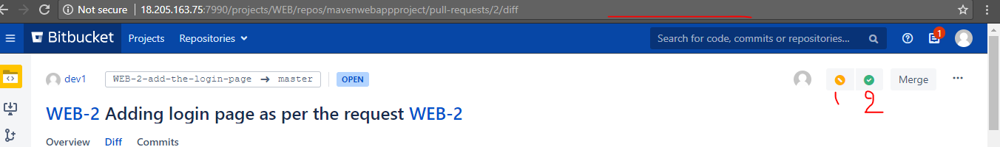 Not secure 18.205.163.75:7990/projects/WEB/repos/mavenwebappproject/pull-requests/2/diff
Bitbucket Projects Repositories Search for code, commits or repositories... 1
dev1 WEB-2-add-the-login-page → master OPEN Merge
1 2
WEB-2 Adding login page as per the request WEB-2
Overview Diff Commits